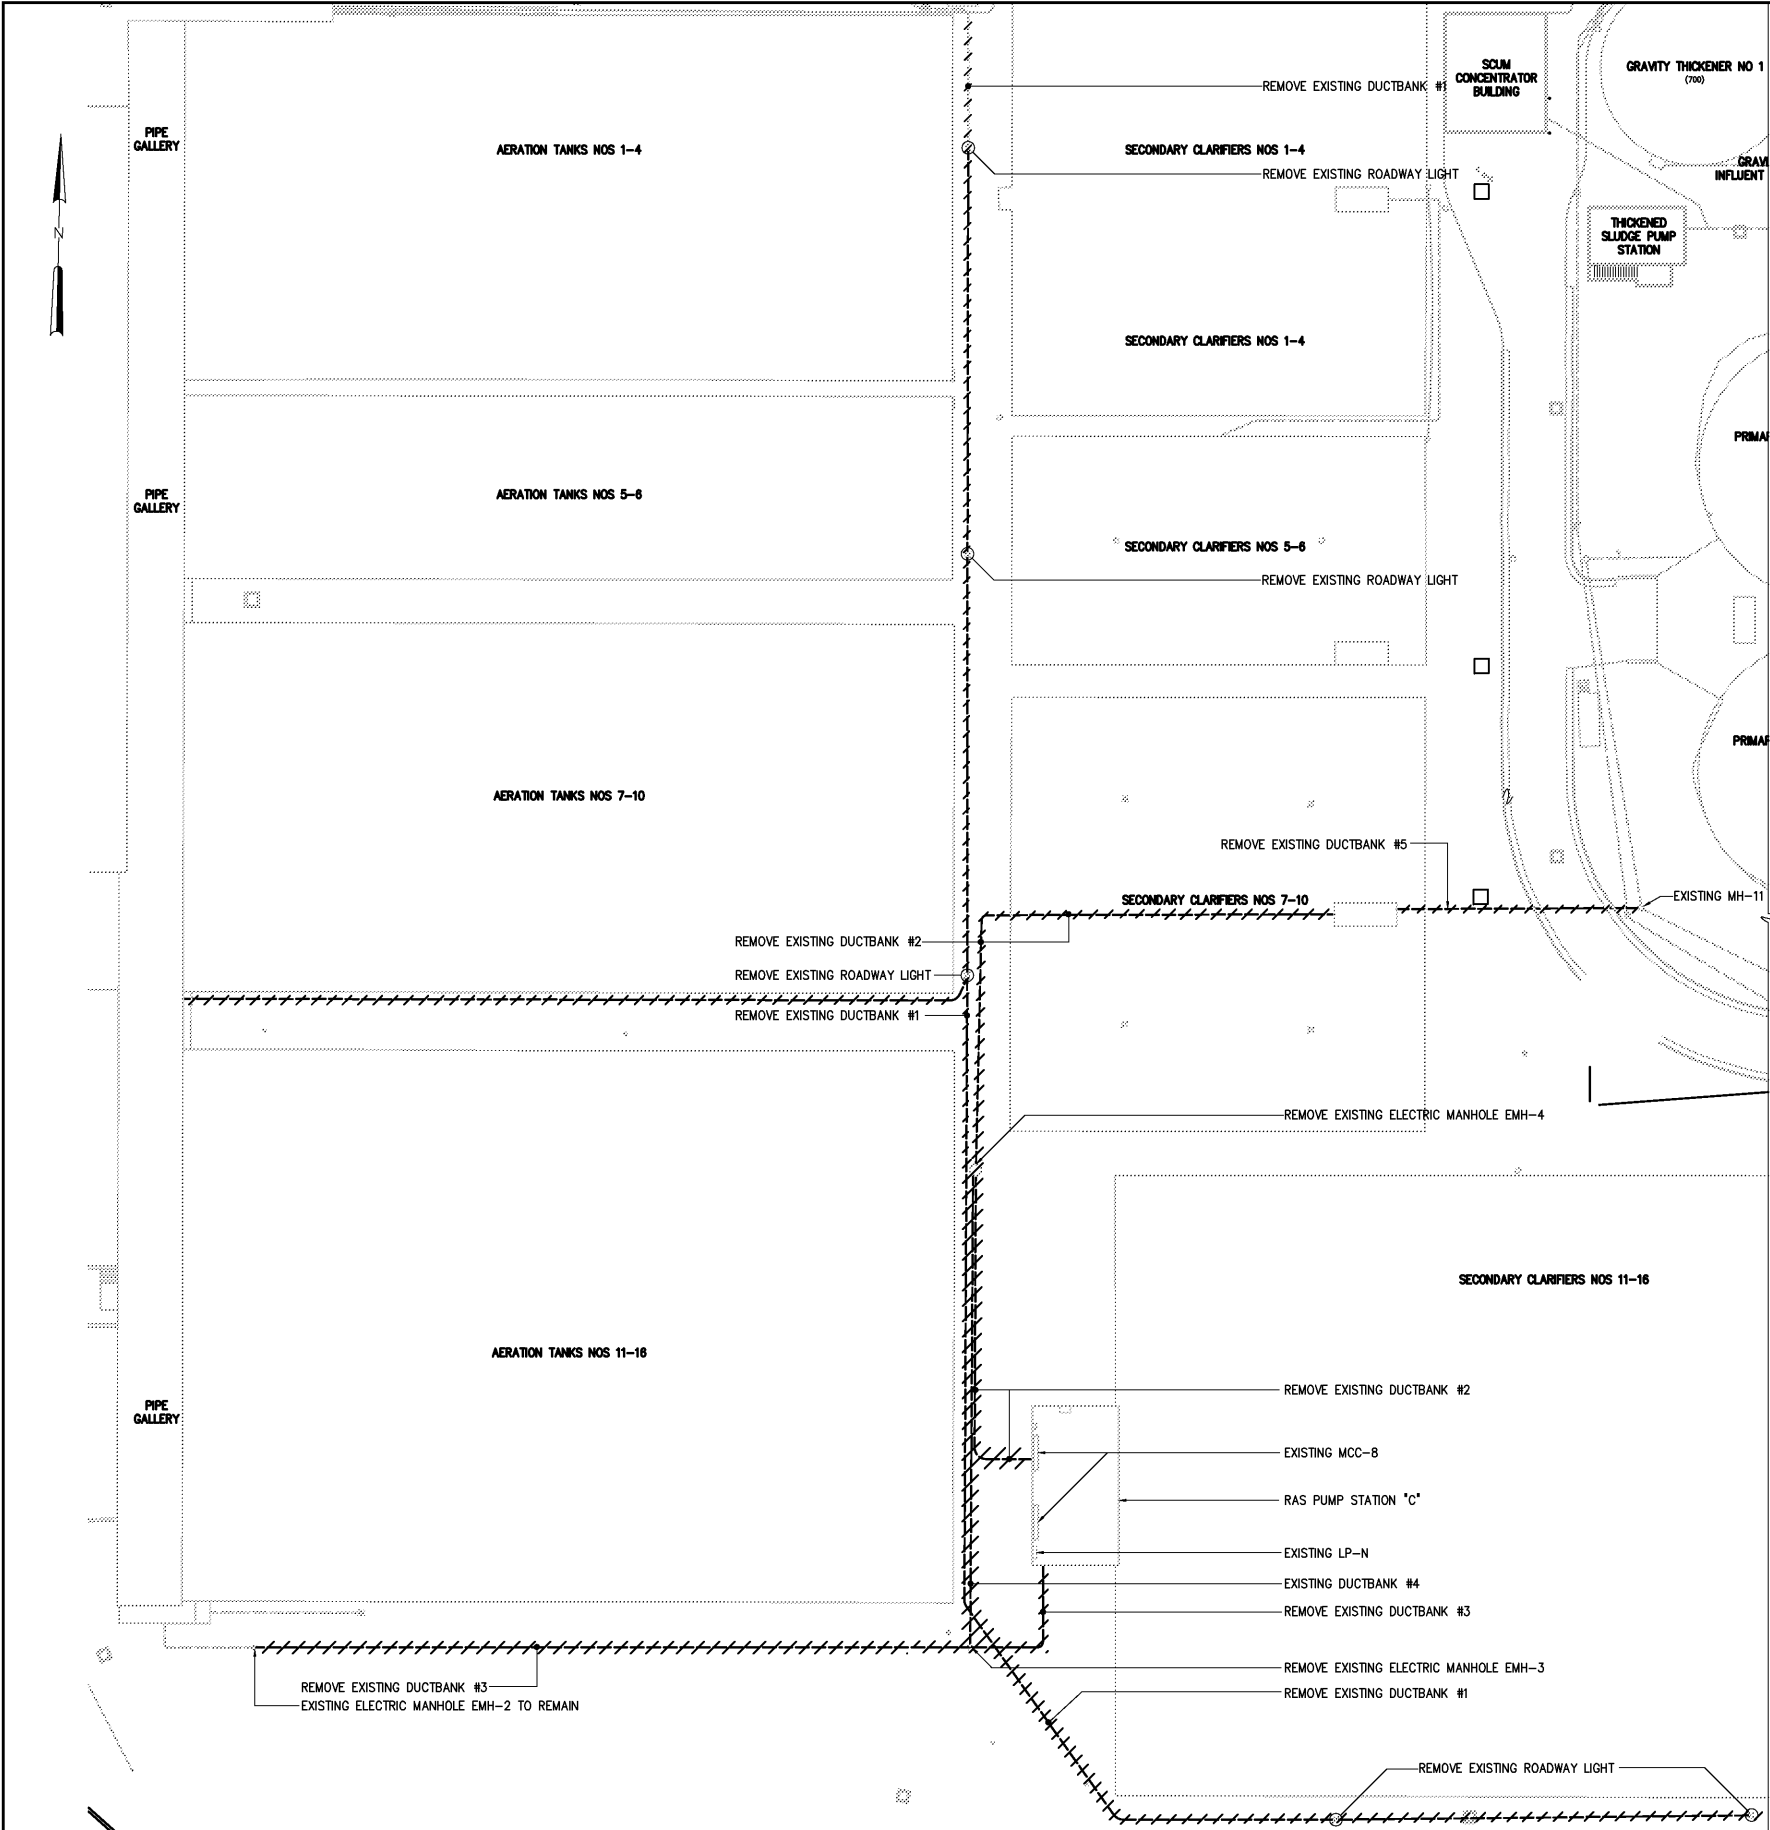 SCUM
CONCENTRATOR
BUILDING
GRAVITY THICKENER NO 1
(700)
REMOVE EXISTING DUCTBANK #1
PIPE
GALLERY
AERATION TANKS NOS 1-4
SECONDARY CLARIFIERS NOS 1-4
REMOVE EXISTING ROADWAY LIGHT
INFLUENT
THICKENED
SLUDGE PUMP
STATION
N
SECONDARY CLARIFIERS NOS 1-4
PIPE
GALLERY
AERATION TANKS NOS 5-6
SECONDARY CLARIFIERS NOS 5-6
REMOVE EXISTING ROADWAY LIGHT
AERATION TANKS NOS 7-10
REMOVE EXISTING DUCTBANK #5
SECONDARY CLARIFIERS NOS 7-10
EXISTING MH-11
REMOVE EXISTING DUCTBANK #2
REMOVE EXISTING ROADWAY LIGHT
REMOVE EXISTING DUCTBANK #1
REMOVE EXISTING ELECTRIC MANHOLE EMH-4
SECONDARY CLARIFIERS NOS 11-16
AERATION TANKS NOS 11-16
PIPE
GALLERY
REMOVE EXISTING DUCTBANK #2
EXISTING MCC-8
RAS PUMP STATION "C"
EXISTING LP-N
EXISTING DUCTBANK #4
REMOVE EXISTING DUCTBANK #3
REMOVE EXISTING ELECTRIC MANHOLE EMH-3
REMOVE EXISTING DUCTBANK #1
REMOVE EXISTING DUCTBANK #3
EXISTING ELECTRIC MANHOLE EMH-2 TO REMAIN
REMOVE EXISTING ROADWAY LIGHT